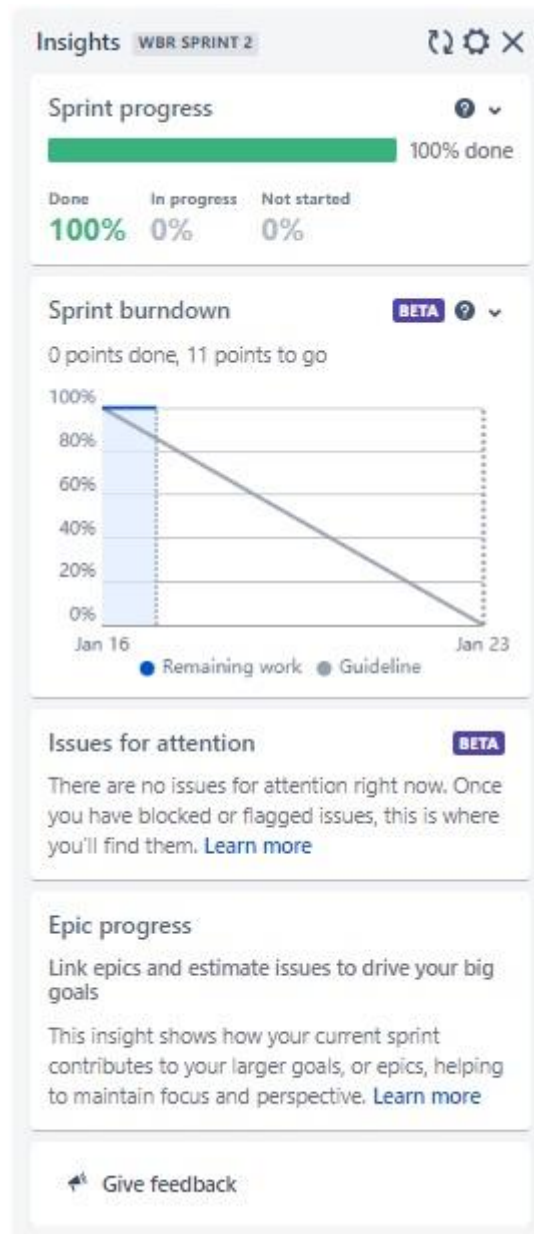 Insights WBR SPRINT 2
Sprint progress
100% done
Done In progress Not started
100% 0% 0%
Sprint burndown BETA
0 points done, 11 points to go
100%
80%
60%
40%
20%
0%
Jan 16 Jan 23
Remaining work Guideline
Issues for attention BETA
There are no issues for attention right now. Once
you have blocked or flagged issues, this is where
you'll find them. Learn more
Epic progress
Link epics and estimate issues to drive your big
goals
This insight shows how your current sprint
contributes to your larger goals, or epics, helping
to maintain focus and perspective. Learn more
Give feedback